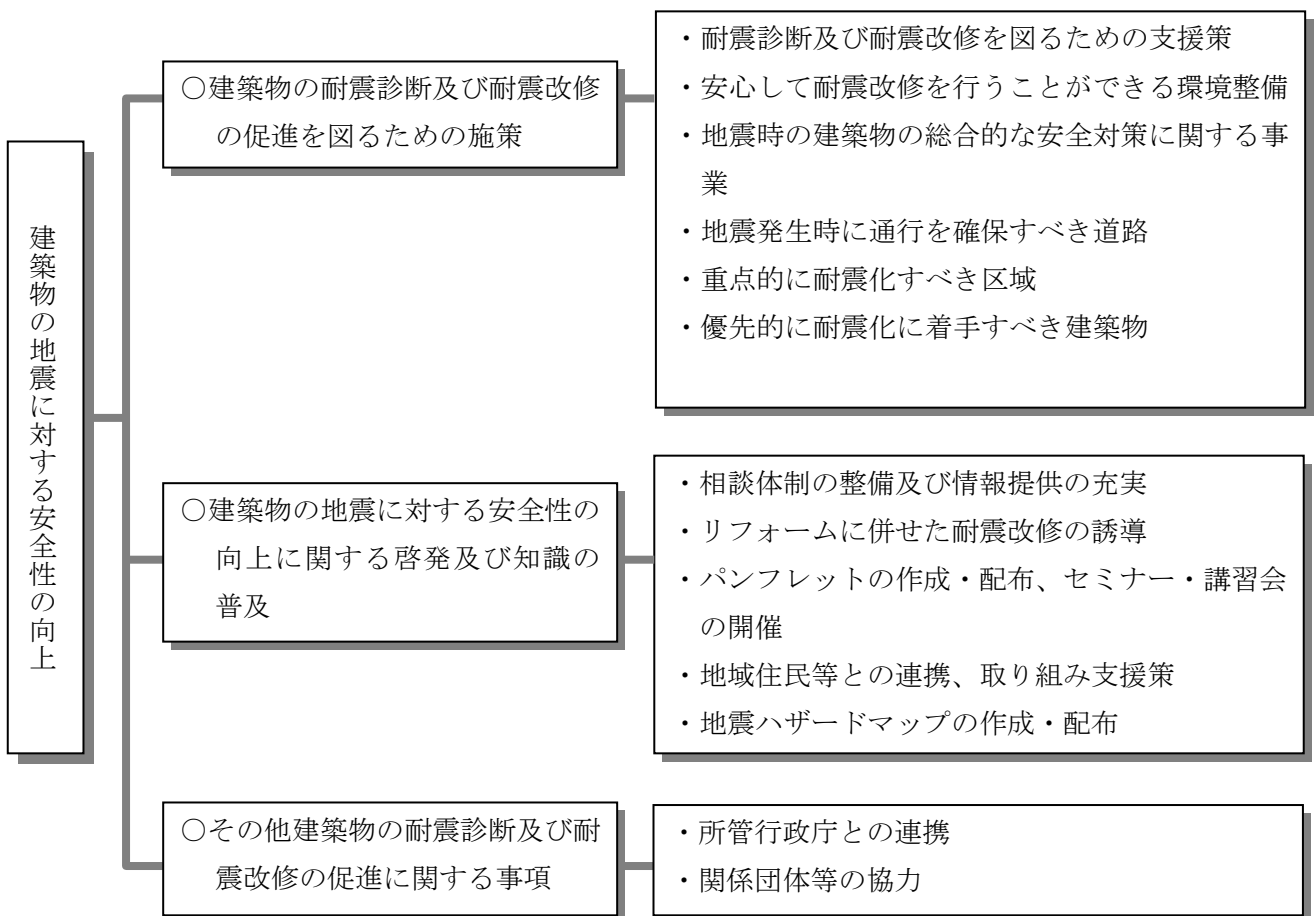 建築物の地震に対する安全性の向上
○建築物の耐震診断及び耐震改修
の促進を図るための施策
・耐震診断及び耐震改修を図るための支援策
・安心して耐震改修を行うことができる環境整備
・地震時の建築物の総合的な安全対策に関する事
業
・地震発生時に通行を確保すべき道路
・重点的に耐震化すべき区域
・優先的に耐震化に着手すべき建築物
○建築物の地震に対する安全性の
向上に関する啓発及び知識の
普及
・相談体制の整備及び情報提供の充実
・リフォームに併せた耐震改修の誘導
・パンフレットの作成・配布、セミナー・講習会
の開催
・地域住民等との連携、取り組み支援策
・地震ハザードマップの作成・配布
○その他建築物の耐震診断及び耐
震改修の促進に関する事項
・所管行政庁との連携
・関係団体等の協力